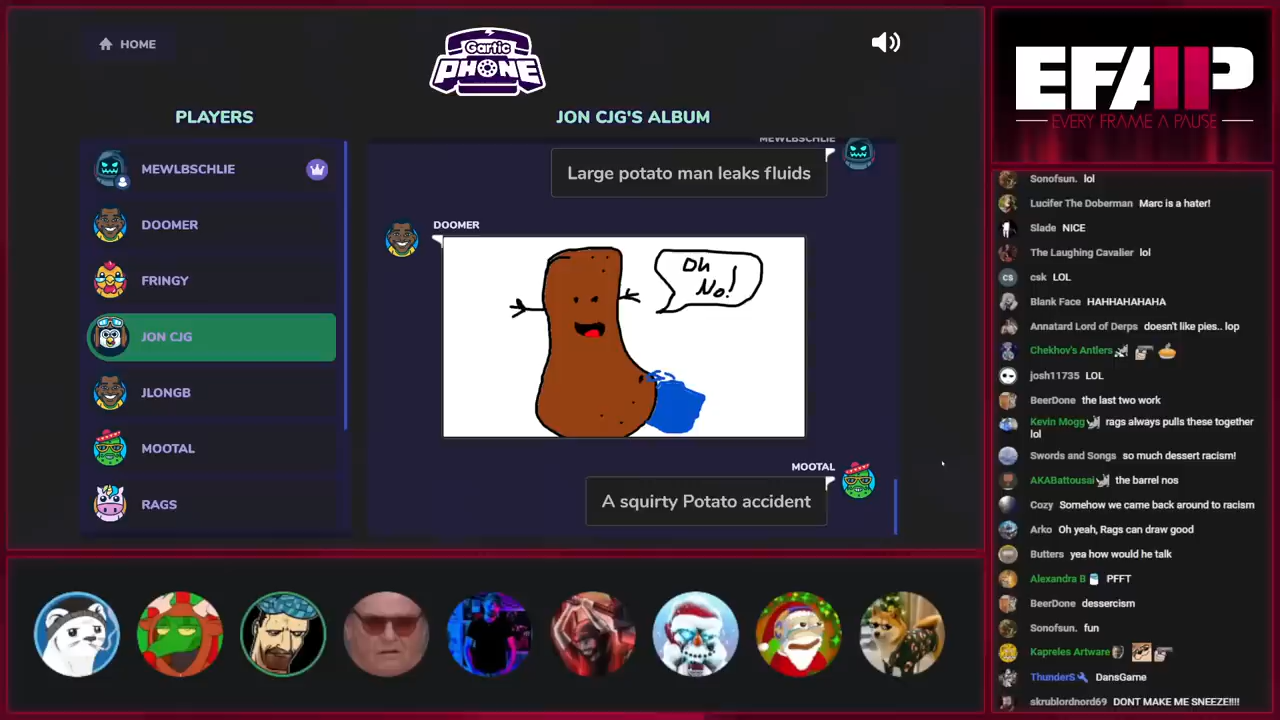 HOME
Gartic
PHONE
PLAYERS
MEWLBSCHLIE
DOOMER
FRINGY
JON CJG
JLONGB
MOOTAL
RAGS
JON CJG'S ALBUM
MEWLBSCHLIE
Large potato man leaks fluids
DOOMER
Oh
No!
MOOTAL
A squirty Potato accident
EFAP
EVERY FRAME A PAUSE
Sonofsun. lol
Lucifer The Doberman Marc is a hater!
Slade NICE
The Laughing Cavalier lol
cs csk LOL
Blank Face HAHHAHAHAHA
Annatard Lord of Derps doesn't like pies.. lop
Chekhov's Antlers
josh11735 LOL
BeerDone the last two work
Kevin Mogg rags always pulls these together
lol
Swords and Songs so much dessert racism!
AKABattousai the barrel nos
Cozy Somehow we came back around to racism
Arko Oh yeah, Rags can draw good
Butters yea how would he talk
Alexandra B PFFT
BeerDone dessercism
Sonofsun. fun
Kapreles Artware
ThunderS DansGame
skrublordnord69 DONT MAKE ME SNEEZE!!!!